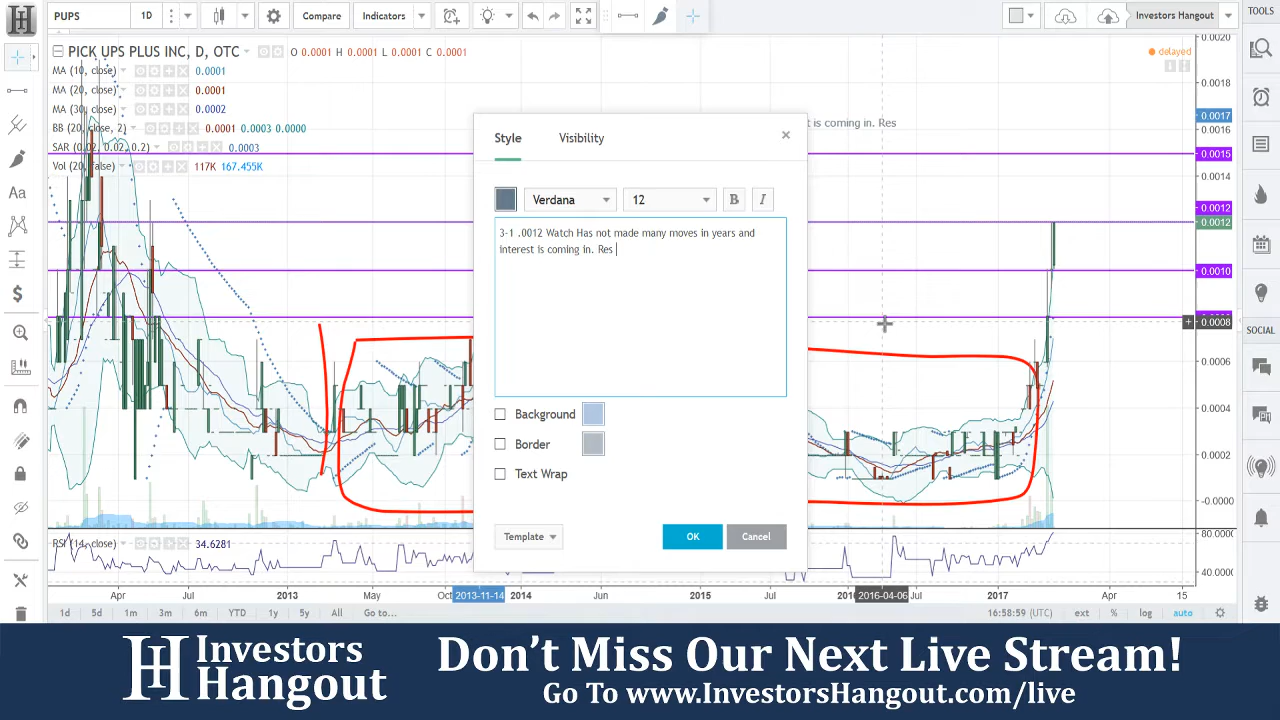 PUPS 1D Compare Indicators Investors Hangout TOOLS
PICK UPS PLUS INC, D, OTC O 0.0001 H 0.0001 L 0.0001 C 0.0001
MA (10, close) 0.0001
MA (20, close) 0.0001
MA (30, close) 0.0002
BB (20, close, 2) 0.0001 0.0003 0.0000
SAR (0.02, 0.02, 0.2) 0.0003
Vol (20, false) 117K 167.455K
delayed
t is coming in. Res
Style Visibility
Verdana 12 B I
3-1 .0012 Watch Has not made many moves in years and
interest is coming in. Res
Background
Border
Text Wrap
Template OK Cancel
0.0020
0.0018
0.0017
0.0016
0.0015
0.0014
0.0012
0.0012
0.0010
0.0008
0.0006
0.0004
0.0002
-0.0000
SOCIAL
RSI (14, close) 34.6281
80.0000
40.0000
Apr Jul 2013 May Oct 2013-11-14 2014 Jun 2015 2016-04-06 Jul 2017 Apr 15
1d 5d 1m 3m 6m YTD 1y 5y All Go to... 16:58:59 (UTC) ext % log auto
IH Investors
Hangout
Don't Miss Our Next Live Stream!
Go To www.InvestorsHangout.com/live